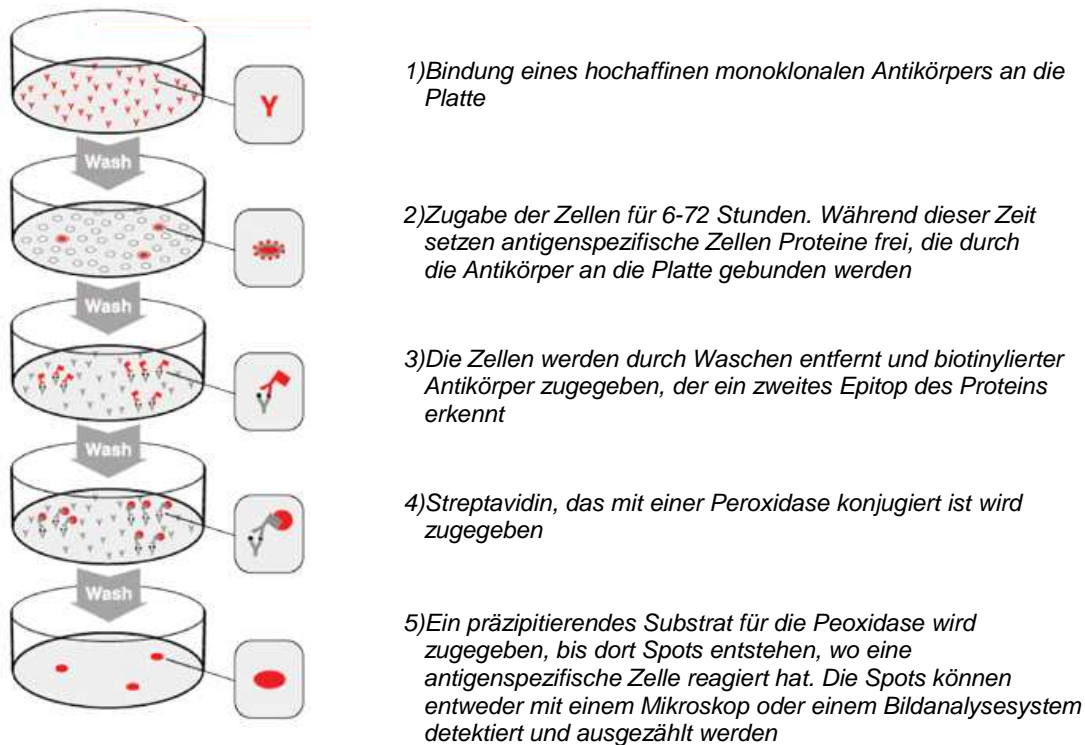 1)Bindung eines hochaffinen monoklonalen Antikörpers an die
Platte
Wash
2)Zugabe der Zellen für 6-72 Stunden. Während dieser Zeit
setzen antigenspezifische Zellen Proteine frei, die durch
die Antikörper an die Platte gebunden werden
Wash
3)Die Zellen werden durch Waschen entfernt und biotinylierter
Antikörper zugegeben, der ein zweites Epitop des Proteins
erkennt
Wash
4)Streptavidin, das mit einer Peroxidase konjugiert ist wird
zugegeben
Wash
5)Ein präzipitierendes Substrat für die Peoxidase wird
zugegeben, bis dort Spots entstehen, wo eine
antigenspezifische Zelle reagiert hat. Die Spots können
entweder mit einem Mikroskop oder einem Bildanalysesystem
detektiert und ausgezählt werden